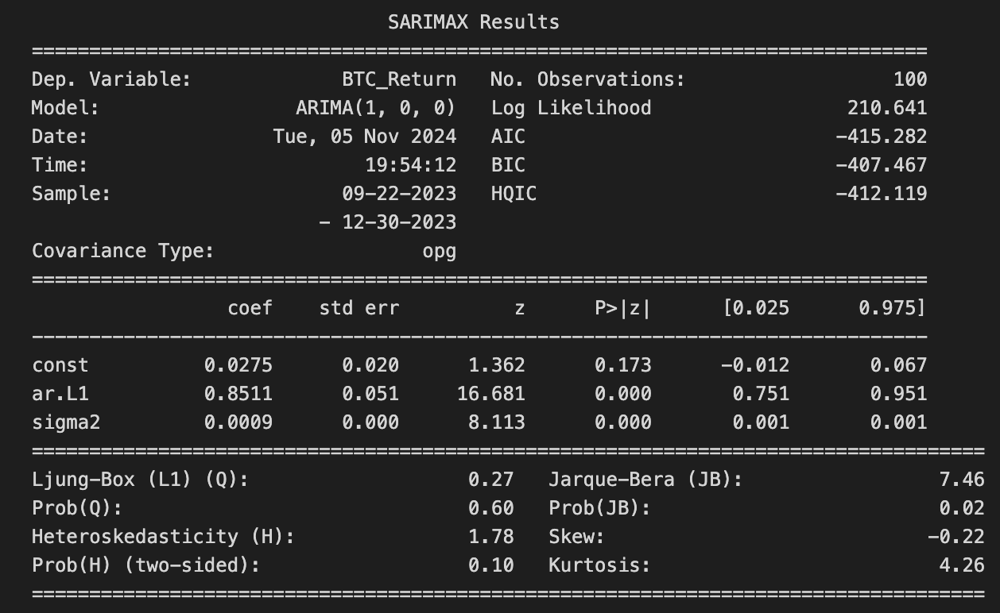 SARIMAX Results
==============================================================================
Dep. Variable:             BTC_Return   No. Observations:                  100
Model:                 ARIMA(1, 0, 0)   Log Likelihood                 210.641
Date:                Tue, 05 Nov 2024   AIC                           -415.282
Time:                        19:54:12   BIC                           -407.467
Sample:                    09-22-2023   HQIC                          -412.119
                         - 12-30-2023
Covariance Type:                  opg
==============================================================================
                 coef    std err          z      P>|z|      [0.025      0.975]
------------------------------------------------------------------------------
const          0.0275      0.020      1.362      0.173      -0.012       0.067
ar.L1          0.8511      0.051     16.681      0.000       0.751       0.951
sigma2         0.0009      0.000      8.113      0.000       0.001       0.001
===================================================================================
Ljung-Box (L1) (Q):                   0.27   Jarque-Bera (JB):                 7.46
Prob(Q):                              0.60   Prob(JB):                         0.02
Heteroskedasticity (H):               1.78   Skew:                            -0.22
Prob(H) (two-sided):                  0.10   Kurtosis:                         4.26
===================================================================================